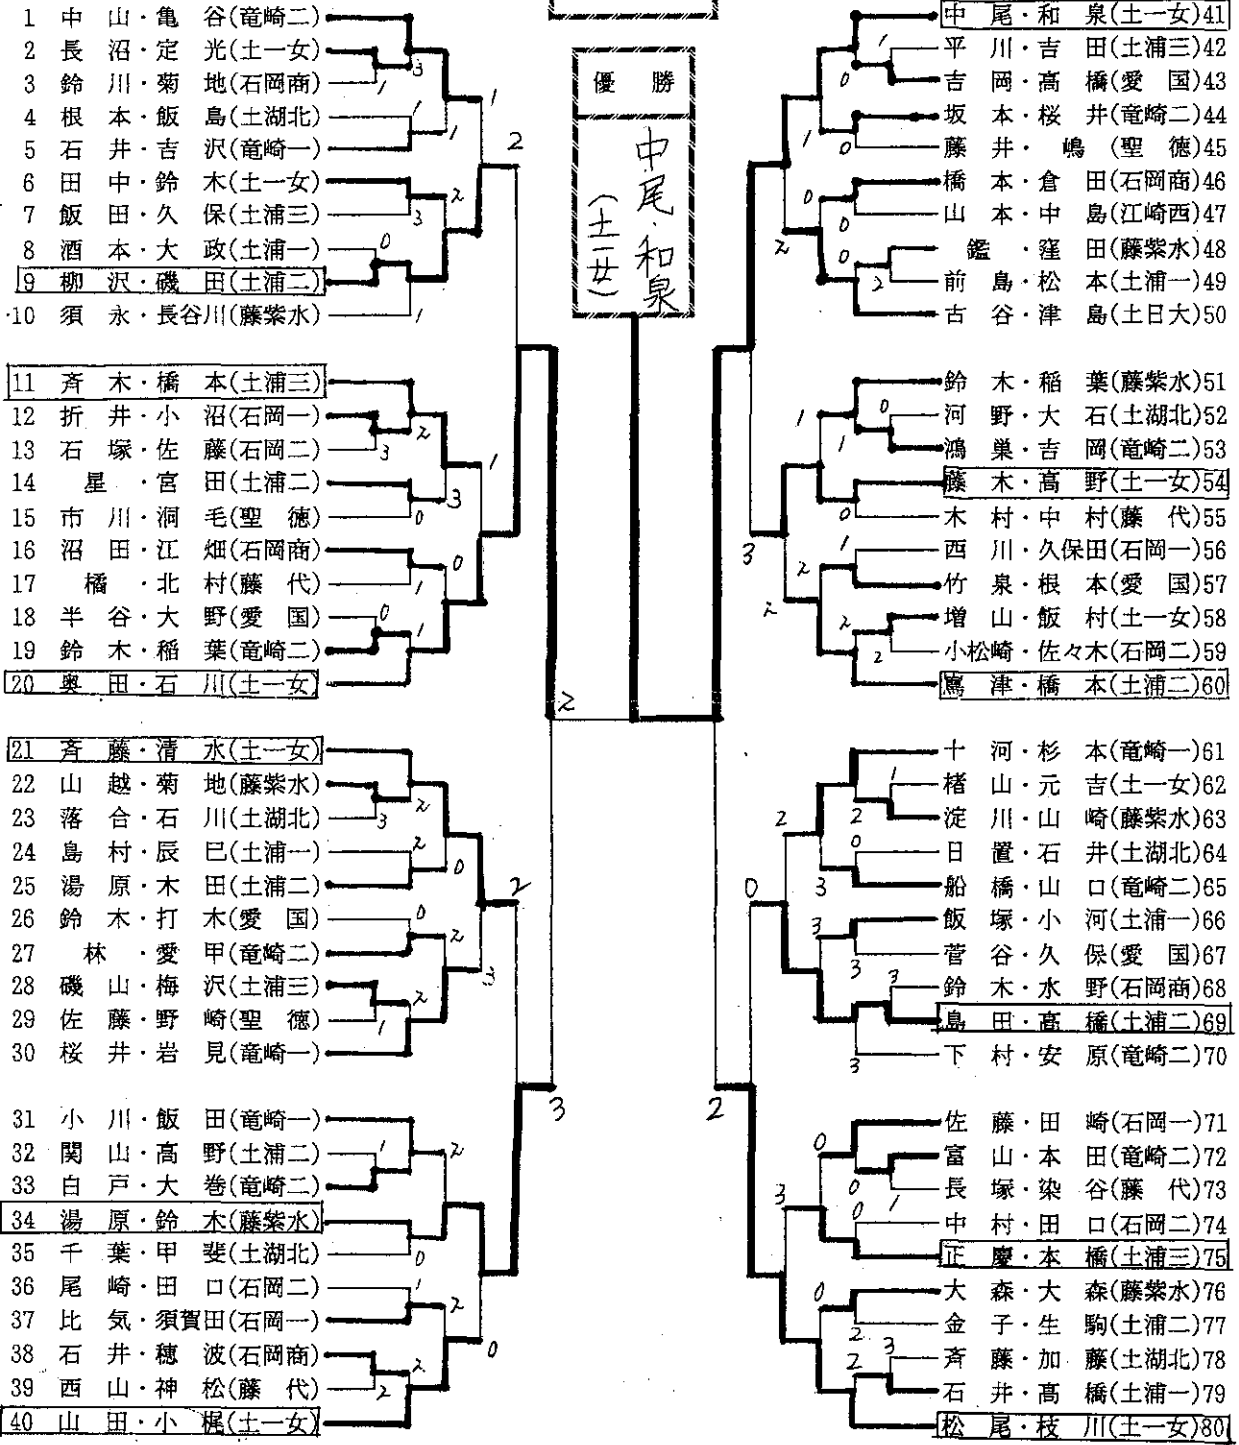 1 中山・亀谷(竜崎二)
2 長沼・定光(土一女)
3 鈴川・菊地(石岡商)
4 根本・飯島(土湖北)
5 石井・吉沢(竜崎一)
6 田中・鈴木(土一女)
7 飯田・久保(土浦三)
8 酒本・大政(土浦一)
9 柳沢・磯田(土浦二)
10 須永・長谷川(藤紫水)
11 斉木・橋本(土浦三)
12 折井・小沼(石岡一)
13 石塚・佐藤(石岡二)
14 星・宮田(土浦二)
15 市川・洞毛(聖徳)
16 沼田・江畑(石岡商)
17 橘・北村(藤代)
18 半谷・大野(愛国)
19 鈴木・稲葉(竜崎二)
20 奥田・石川(土一女)
21 斉藤・清水(土一女)
22 山越・菊地(藤紫水)
23 落合・石川(土湖北)
24 島村・辰巳(土浦一)
25 湯原・木田(土浦二)
26 鈴木・打木(愛国)
27 林・愛甲(竜崎二)
28 磯山・梅沢(土浦三)
29 佐藤・野崎(聖徳)
30 桜井・岩見(竜崎一)
31 小川・飯田(竜崎一)
32 関山・高野(土浦二)
33 白戸・大巻(竜崎二)
34 湯原・鈴木(藤紫水)
35 千葉・甲斐(土湖北)
36 尾崎・田口(石岡二)
37 比気・須賀田(石岡一)
38 石井・穂波(石岡商)
39 西山・神松(藤代)
40 山田・小梶(土一女)
優勝
中尾・和泉
(土一女)
中尾・和泉(土一女)41
平川・吉田(土浦三)42
吉岡・高橋(愛国)43
坂本・桜井(竜崎二)44
藤井・嶋(聖徳)45
橋本・倉田(石岡商)46
山本・中島(江崎西)47
鑑・窪田(藤紫水)48
前島・松本(土浦一)49
古谷・津島(土日大)50
鈴木・稲葉(藤紫水)51
河野・大石(土湖北)52
鴻巣・吉岡(竜崎二)53
藤木・高野(土一女)54
木村・中村(藤代)55
西川・久保田(石岡一)56
竹泉・根本(愛国)57
増山・飯村(土一女)58
小松崎・佐々木(石岡二)59
蔦津・橋本(土浦二)60
十河・杉本(竜崎一)61
楮山・元吉(土一女)62
淀川・山崎(藤紫水)63
日置・石井(土湖北)64
船橋・山口(竜崎二)65
飯塚・小河(土浦一)66
菅谷・久保(愛国)67
鈴木・水野(石岡商)68
島田・高橋(土浦二)69
下村・安原(竜崎二)70
佐藤・田崎(石岡一)71
富山・本田(竜崎二)72
長塚・染谷(藤代)73
中村・田口(石岡二)74
正慶・本橋(土浦三)75
大森・大森(藤紫水)76
金子・生駒(土浦二)77
斉藤・加藤(土湖北)78
石井・高橋(土浦一)79
松尾・枝川(土一女)80